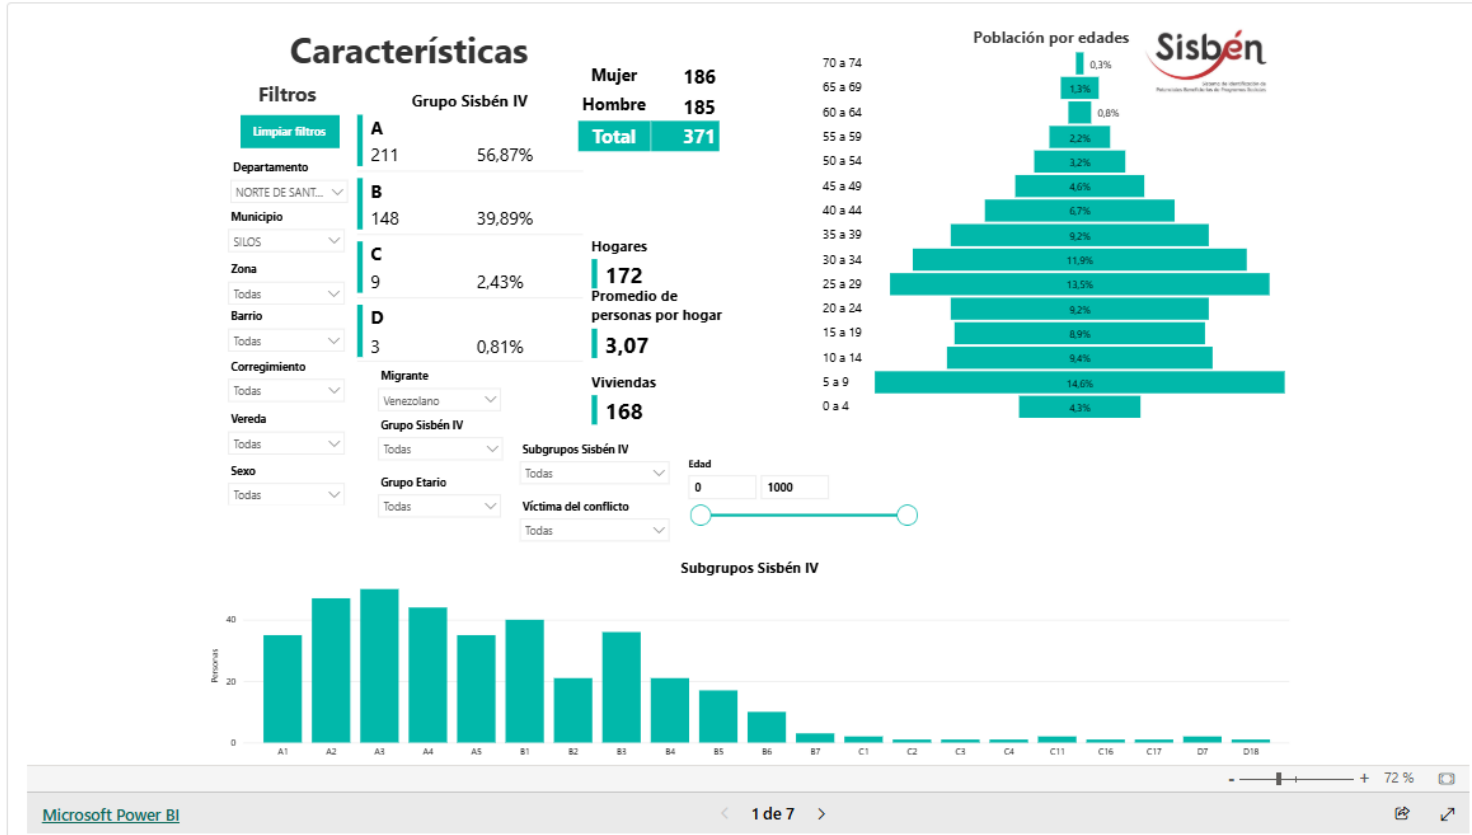 Características
Filtros
Limpiar filtros
Departamento
NORTE DE SANT...
Municipio
SILOS
Zona
Todas
Barrio
Todas
Corregimiento
Todas
Vereda
Todas
Sexo
Todas
Grupo Sisbén IV
A
211 56,87%
B
148 39,89%
C
9 2,43%
D
3 0,81%
Migrante
Venezolano
Grupo Sisbén IV
Todas
Grupo Etario
Todas
Mujer 186
Hombre 185
Total 371
Hogares
172
Promedio de
personas por hogar
3,07
Viviendas
168
Subgrupos Sisbén IV
Todas
Víctima del conflicto
Todas
Edad
0 1000
Población por edades
Sisbén
70 a 74 0,3%
65 a 69 1,3%
60 a 64 0,8%
55 a 59 2,2%
50 a 54 3,2%
45 a 49 4,6%
40 a 44 6,7%
35 a 39 9,2%
30 a 34 11,9%
25 a 29 13,5%
20 a 24 9,2%
15 a 19 8,9%
10 a 14 9,4%
5 a 9 14,6%
0 a 4 4,3%
Subgrupos Sisbén IV
Personas
40
20
0
A1 A2 A3 A4 A5 B1 B2 B3 B4 B5 B6 B7 C1 C2 C3 C4 C11 C16 C17 D7 D18
- + 72 %
Microsoft Power BI
1 de 7